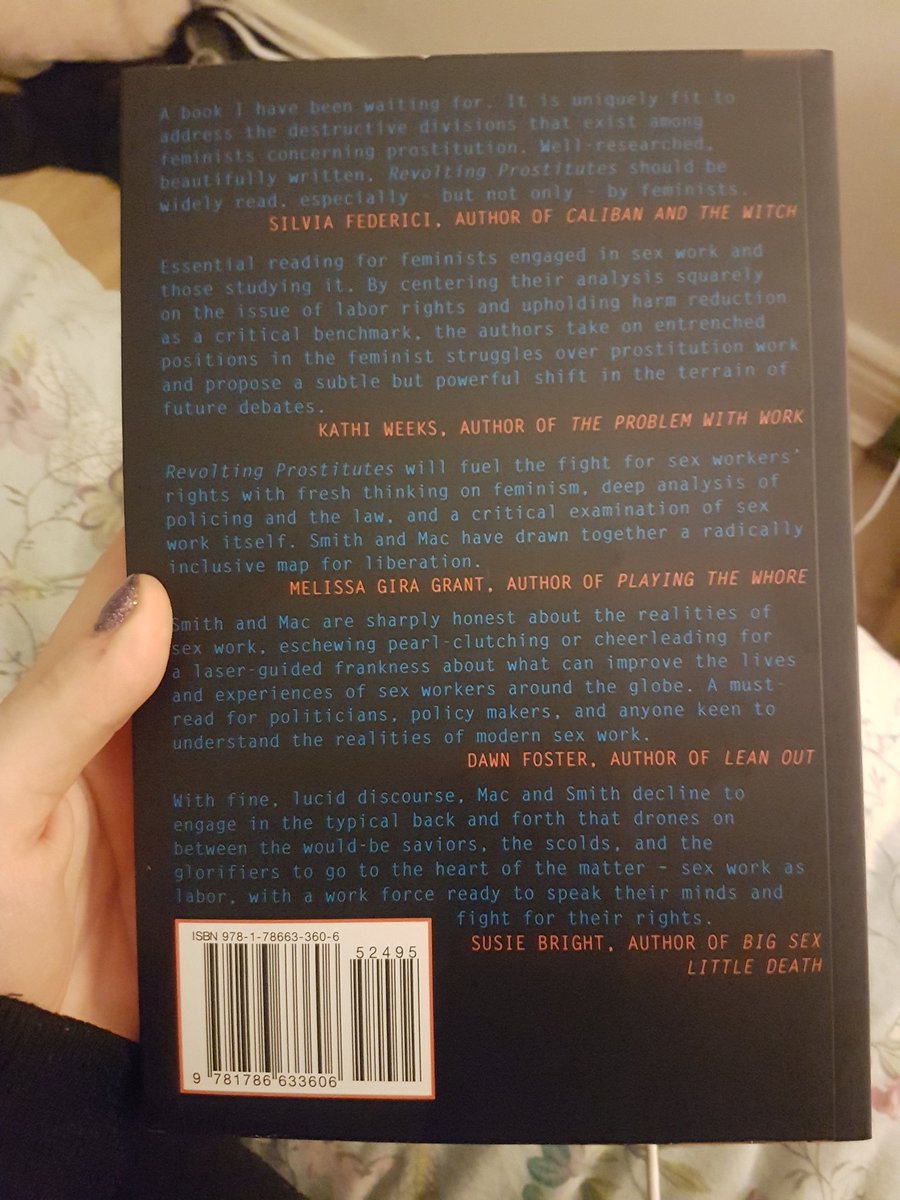 A book I have been waiting for. It is uniquely fit to
address the destructive divisions that exist among
feminists concerning prostitution. Well-researched,
beautifully written, Revolting Prostitutes should be
widely read, especially - but not only - by feminists.
SILVIA FEDERICI, AUTHOR OF CALIBAN AND THE WITCH
Essential reading for feminists engaged in sex work and
those studying it. By centering their analysis squarely
on the issue of labor rights and upholding harm reduction
as a critical benchmark, the authors take on entrenched
positions in the feminist struggles over prostitution work
and propose a subtle but powerful shift in the terrain of
future debates.
KATHI WEEKS, AUTHOR OF THE PROBLEM WITH WORK
Revolting Prostitutes will fuel the fight for sex workers'
rights with fresh thinking on feminism, deep analysis of
policing and the law, and a critical examination of sex
work itself. Smith and Mac have drawn together a radically
inclusive map for liberation.
MELISSA GIRA GRANT, AUTHOR OF PLAYING THE WHORE
Smith and Mac are sharply honest about the realities of
sex work, eschewing pearl-clutching or cheerleading for
a laser-guided frankness about what can improve the lives
and experiences of sex workers around the globe. A must-
read for politicians, policy makers, and anyone keen to
understand the realities of modern sex work.
DAWN FOSTER, AUTHOR OF LEAN OUT
With fine, lucid discourse, Mac and Smith decline to
engage in the typical back and forth that drones on
between the would-be saviors, the scolds, and the
glorifiers to go to the heart of the matter – sex work as
labor, with a work force ready to speak their minds and
fight for their rights.
SUSIE BRIGHT, AUTHOR OF BIG SEX
LITTLE DEATH
ISBN 978-1-78663-360-6
52495
9 781786 633606